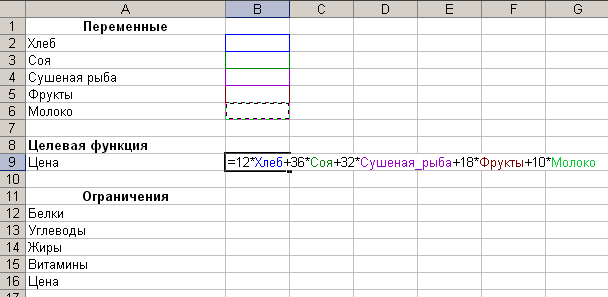 A B C D E F G
1 Переменные
2 Хлеб
3 Соя
4 Сушеная рыба
5 Фрукты
6 Молоко
7
8 Целевая функция
9 Цена =12*Хлеб+36*Соя+32*Сушеная_рыба+18*Фрукты+10*Молоко
10
11 Ограничения
12 Белки
13 Углеводы
14 Жиры
15 Витамины
16 Цена
17